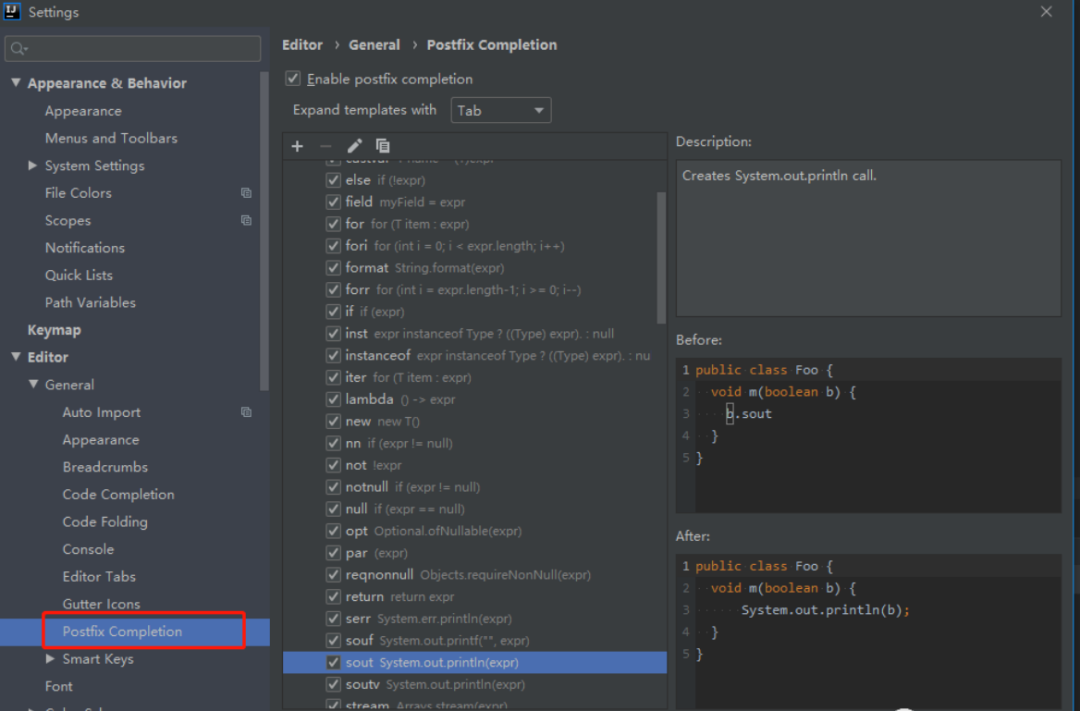 IJ
Settings
Appearance & Behavior
Appearance
Menus and Toolbars
System Settings
File Colors
Scopes
Notifications
Quick Lists
Path Variables
Keymap
Editor
General
Auto Import
Appearance
Breadcrumbs
Code Completion
Code Folding
Console
Editor Tabs
Gutter Icons
Postfix Completion
Smart Keys
Font
Editor › General › Postfix Completion
Enable postfix completion
Expand templates with Tab
else if (!expr)
field myField = expr
for for (T item : expr)
fori for (int i = 0; i < expr.length; i++)
format String.format(expr)
forr for (int i = expr.length-1; i >= 0; i--)
if if (expr)
inst expr instanceof Type ? ((Type) expr). : null
instanceof expr instanceof Type ? ((Type) expr). : nu
iter for (T item : expr)
lambda () -> expr
new new T()
nn if (expr != null)
not !expr
notnull if (expr != null)
null if (expr == null)
opt Optional.ofNullable(expr)
par (expr)
reqnonnull Objects.requireNonNull(expr)
return return expr
serr System.err.println(expr)
souf System.out.printf("", expr)
sout System.out.println(expr)
soutv System.out.println(expr)
stream Arrays.stream(expr)
Description:
Creates System.out.println call.
Before:
1 public class Foo {
2 void m(boolean b) {
3 b.sout
4 }
5 }
After:
1 public class Foo {
2 void m(boolean b) {
3 System.out.println(b);
4 }
5 }